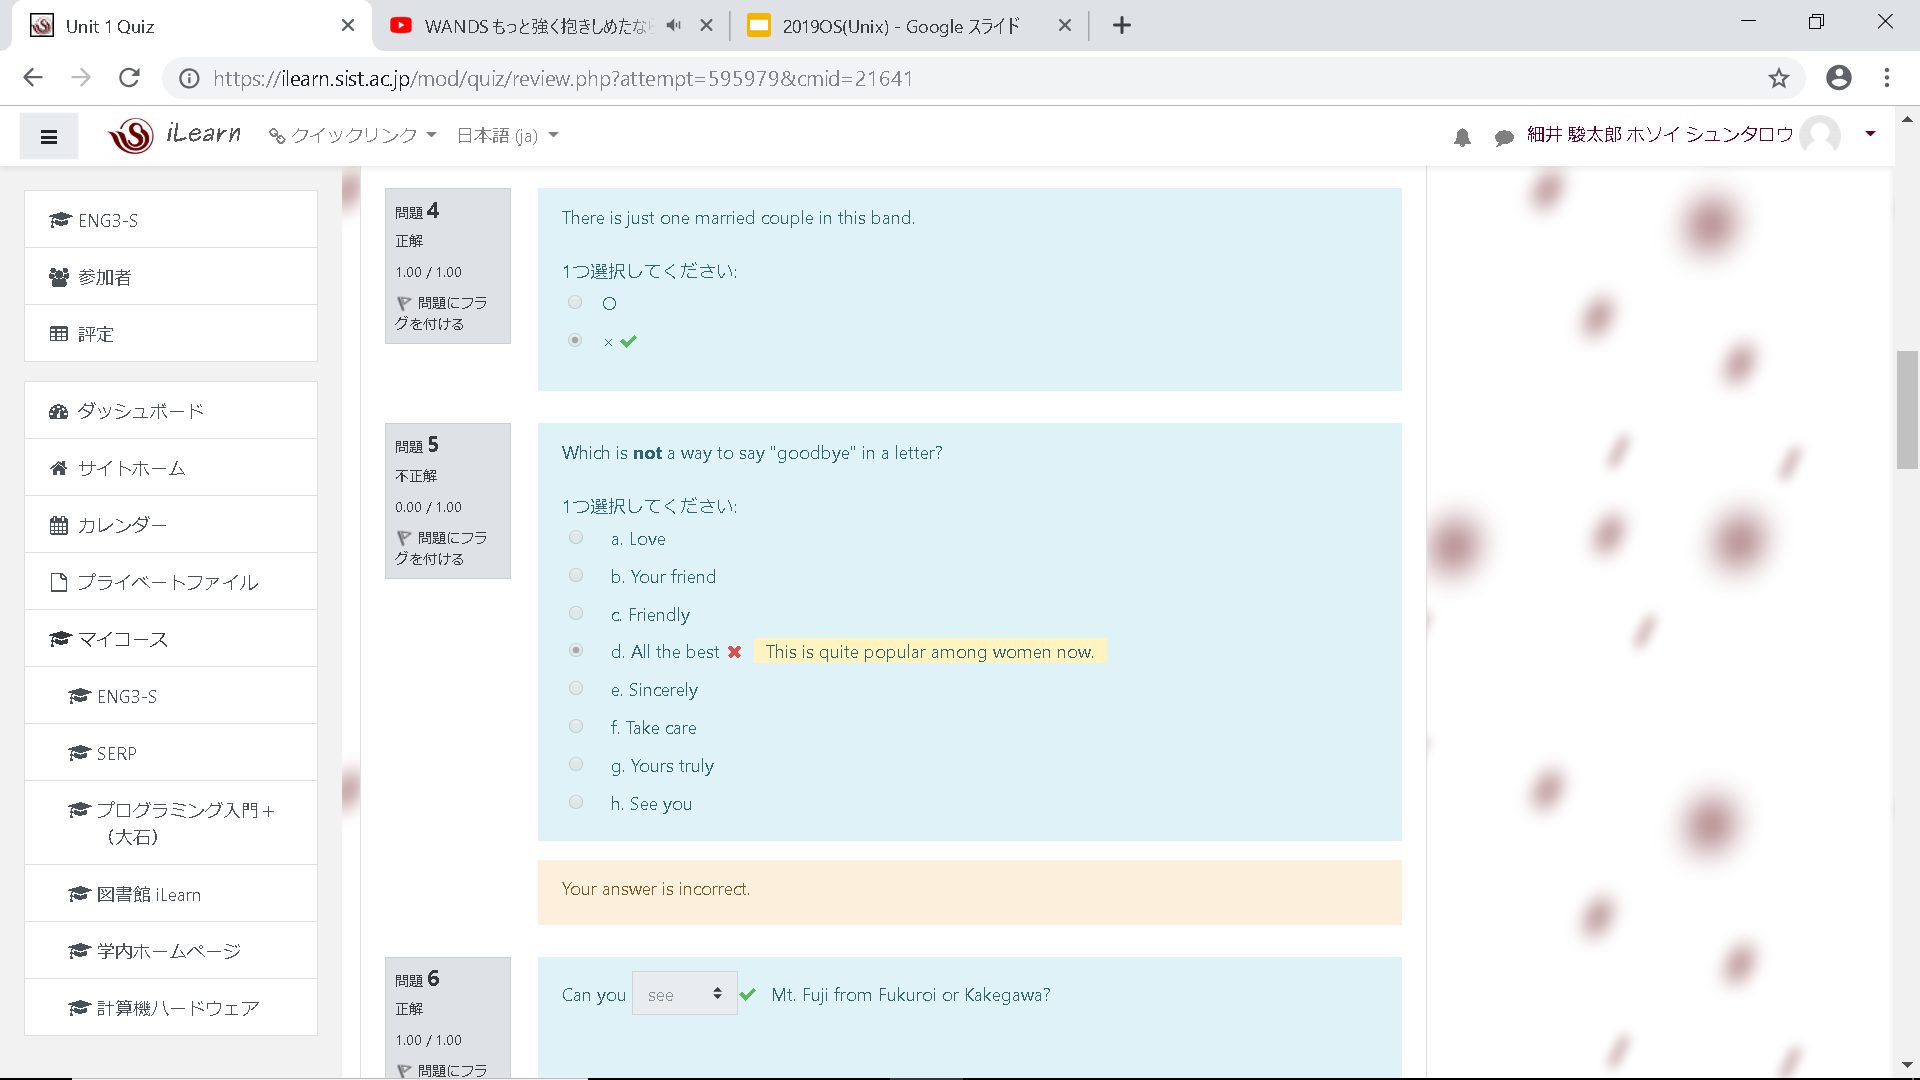 Unit 1 Quiz
WANDS もっと強く抱きしめたな
2019OS(Unix) - Google スライド
https://ilearn.sist.ac.jp/mod/quiz/review.php?attempt=595979&cmid=21641
iLearn
クイックリンク
日本語 (ja)
細井 駿太郎 ホソイ シュンタロウ
ENG3-S
参加者
評定
ダッシュボード
サイトホーム
カレンダー
プライベートファイル
マイコース
ENG3-S
SERP
プログラミング入門＋
（大石）
図書館 iLearn
学内ホームページ
計算機ハードウェア
問題 4
正解
1.00 / 1.00
問題にフラ
グを付ける
There is just one married couple in this band.
1つ選択してください:
○
×
問題 5
不正解
0.00 / 1.00
問題にフラ
グを付ける
Which is not a way to say "goodbye" in a letter?
1つ選択してください:
a. Love
b. Your friend
c. Friendly
d. All the best This is quite popular among women now.
e. Sincerely
f. Take care
g. Yours truly
h. See you
Your answer is incorrect.
問題 6
正解
1.00 / 1.00
問題にフラ
Can you see Mt. Fuji from Fukuroi or Kakegawa?